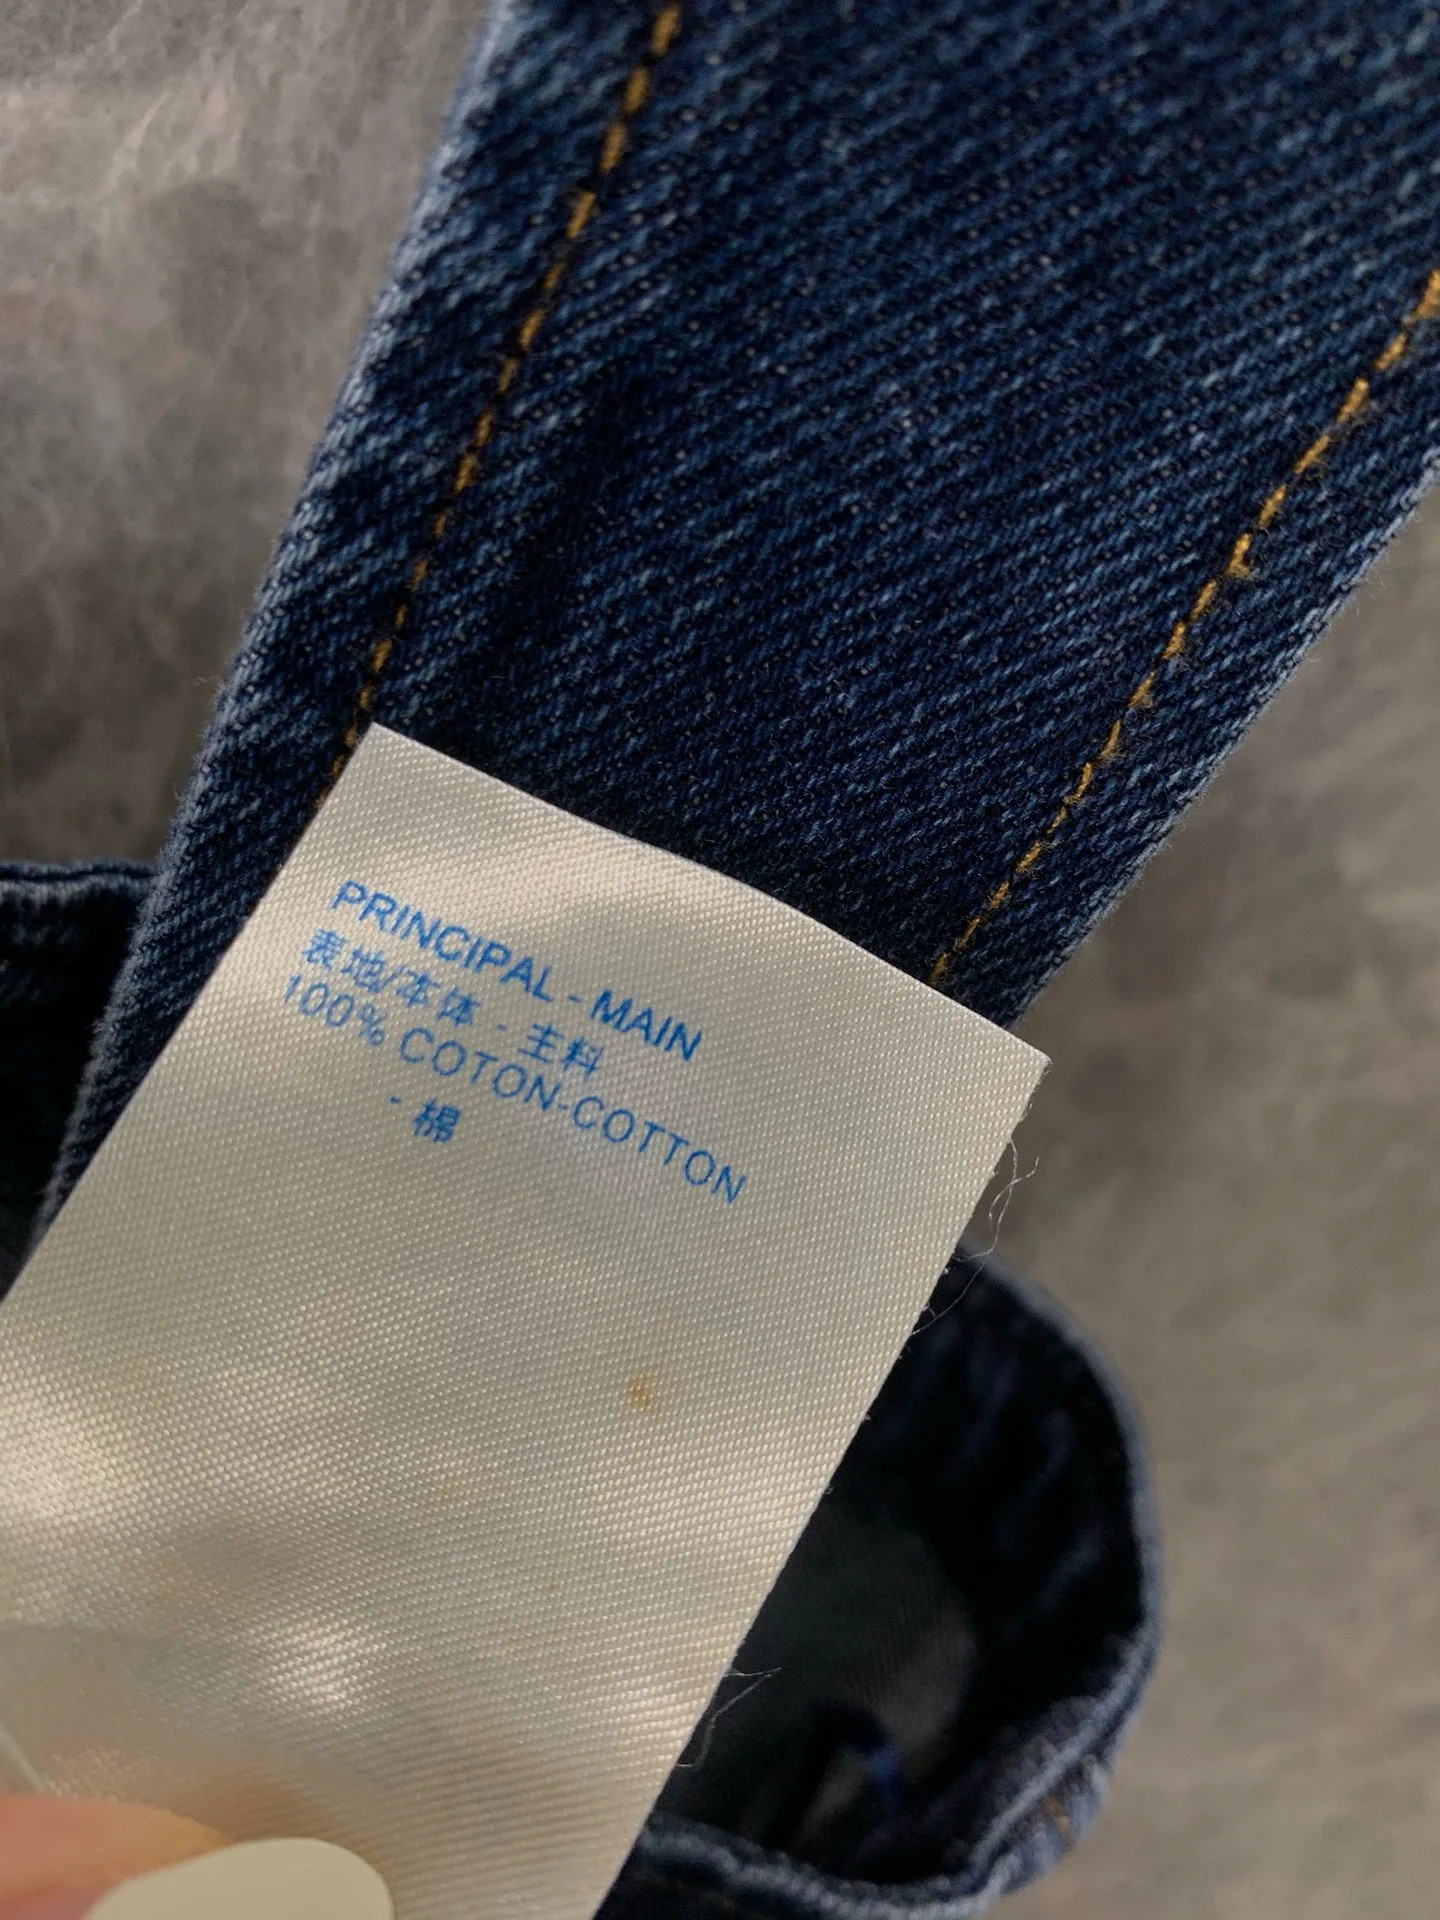 PRINCIPAL - MAIN
表地/本体 - 主料
100% COTON-COTTON
- 棉